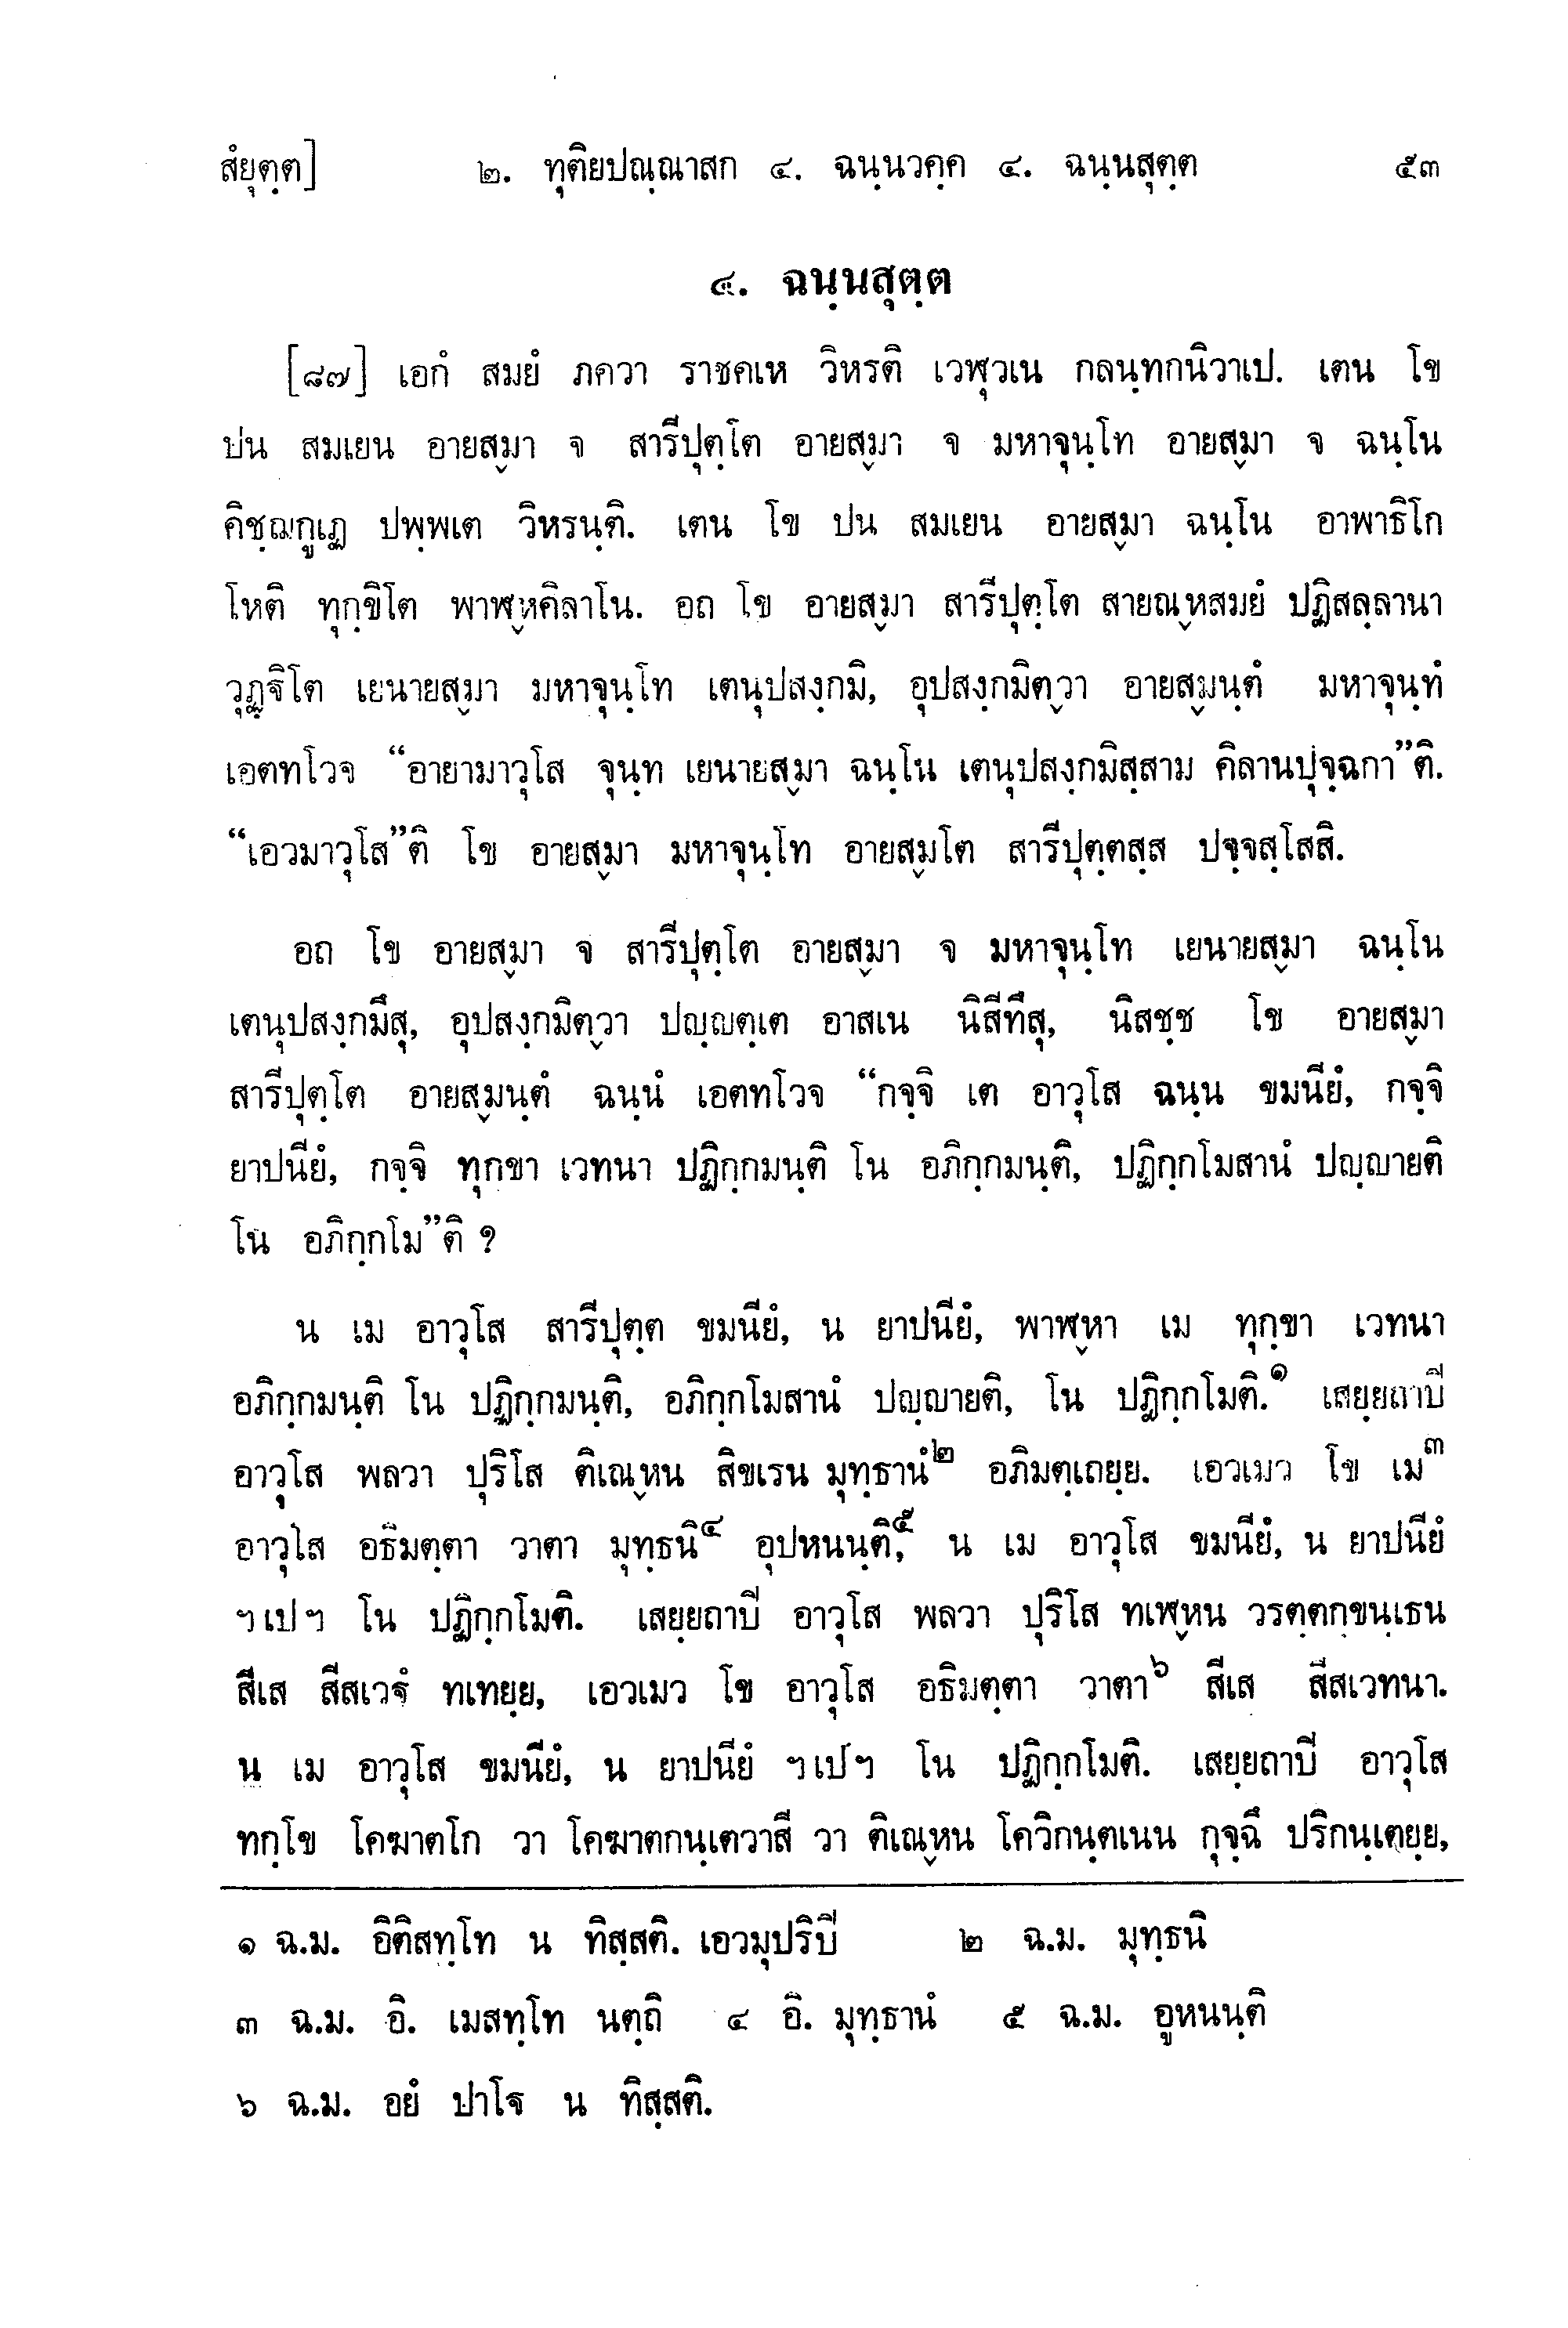 สํยุตฺต] ๒. ทุติยปณฺณาสก ๔. ฉนฺนวคฺค ๔. ฉนฺนสุตฺต ๕๓
๔. ฉนฺนสุตฺต
[๘๗] เอกํ สมยํ ภควา ราชคเห วิหรติ เวฬุวเน กลนฺทกนิวาเป. เตน โข
ปน สมเยน อายสฺมา จ สารีปุตฺโต อายสฺมา จ มหาจุนฺโท อายสฺมา จ ฉนฺโน
คิชฺฌกูเฏ ปพฺพเต วิหรนฺติ. เตน โข ปน สมเยน อายสฺมา ฉนฺโน อาพาธิโก
โหติ ทุกฺขิโต พาฬฺหคิลาโน. อถ โข อายสฺมา สารีปุตฺโต สายณฺหสมยํ ปฏิสลฺลานา
วุฏฺฐิโต เยนายสฺมา มหาจุนฺโท เตนุปสงฺกมิ, อุปสงฺกมิตฺวา อายสฺมนฺตํ มหาจุนฺทํ
เอตทโวจ “อายามาวุโส จุนฺท เยนายสฺมา ฉนฺโน เตนุปสงฺกมิสฺสาม คิลานปุจฺฉกา”ติ.
“เอวมาวุโส”ติ โข อายสฺมา มหาจุนฺโท อายสฺมโต สารีปุตฺตสฺส ปจฺจสฺโสสิ.
อถ โข อายสฺมา จ สารีปุตฺโต อายสฺมา จ มหาจุนฺโท เยนายสฺมา ฉนฺโน
เตนุปสงฺกมึสุ, อุปสงฺกมิตฺวา ปญฺญตฺเต อาสเน นิสีทึสุ, นิสชฺช โข อายสฺมา
สารีปุตฺโต อายสฺมนฺตํ ฉนฺนํ เอตทโวจ “กจฺจิ เต อาวุโส ฉนฺน ขมนียํ, กจฺจิ
ยาปนียํ, กจฺจิ ทุกฺขา เวทนา ปฏิกฺกมนฺติ โน อภิกฺกมนฺติ, ปฏิกฺกโมสานํ ปญฺญายติ
โน อภิกฺกโม”ติ ?
น เม อาวุโส สารีปุตฺต ขมนียํ, น ยาปนียํ, พาฬฺหา เม ทุกฺขา เวทนา
อภิกฺกมนฺติ โน ปฏิกฺกมนฺติ, อภิกฺกโมสานํ ปญฺญายติ, โน ปฏิกฺกโมติ.๑ เสยฺยถาปิ
อาวุโส พลวา ปุริโส ติเณฺหน สิขเรน มุทฺธานํ๒ อภิมตฺเถยฺย. เอวเมว โข เม๓
อาวุโส อธิมตฺตา วาตา มุทฺธนิ๔ อุปหนนฺติ,๕ น เม อาวุโส ขมนียํ, น ยาปนียํ
ฯเปฯ โน ปฏิกฺกโมติ. เสยฺยถาปิ อาวุโส พลวา ปุริโส ทเฬฺหน วรตฺตกฺขนฺเธน
สีเส สีสเวฐํ ทเทยฺย, เอวเมว โข อาวุโส อธิมตฺตา วาตา๖ สีเส สีสเวทนา.
น เม อาวุโส ขมนียํ, น ยาปนียํ ฯเปฯ โน ปฏิกฺกโมติ. เสยฺยถาปิ อาวุโส
ทกฺโข โคฆาตโก วา โคฆาตกนฺเตวาสี วา ติเณฺหน โควิกนฺตเนน กุจฺฉึ ปริกนฺเตยฺย,
๑ ฉ.ม. อิติสทฺโท น ทิสฺสติ. เอวมุปริปิ ๒ ฉ.ม. มุทฺธนิ
๓ ฉ.ม. อิ. เมสทฺโท นตฺถิ ๔ อิ. มุทฺธานํ ๕ ฉ.ม. อูหนนฺติ
๖ ฉ.ม. อยํ ปาโฐ น ทิสฺสติ.